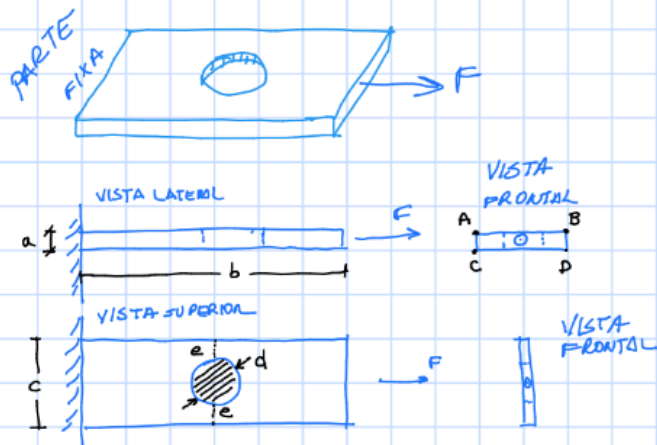 PARTE
FIXA
F
VISTA LATERAL
a
F
b
VISTA
FRONTAL
A
B
C
D
VISTA SUPERIOR
c
e
d
e
F
VISTA
FRONTAL